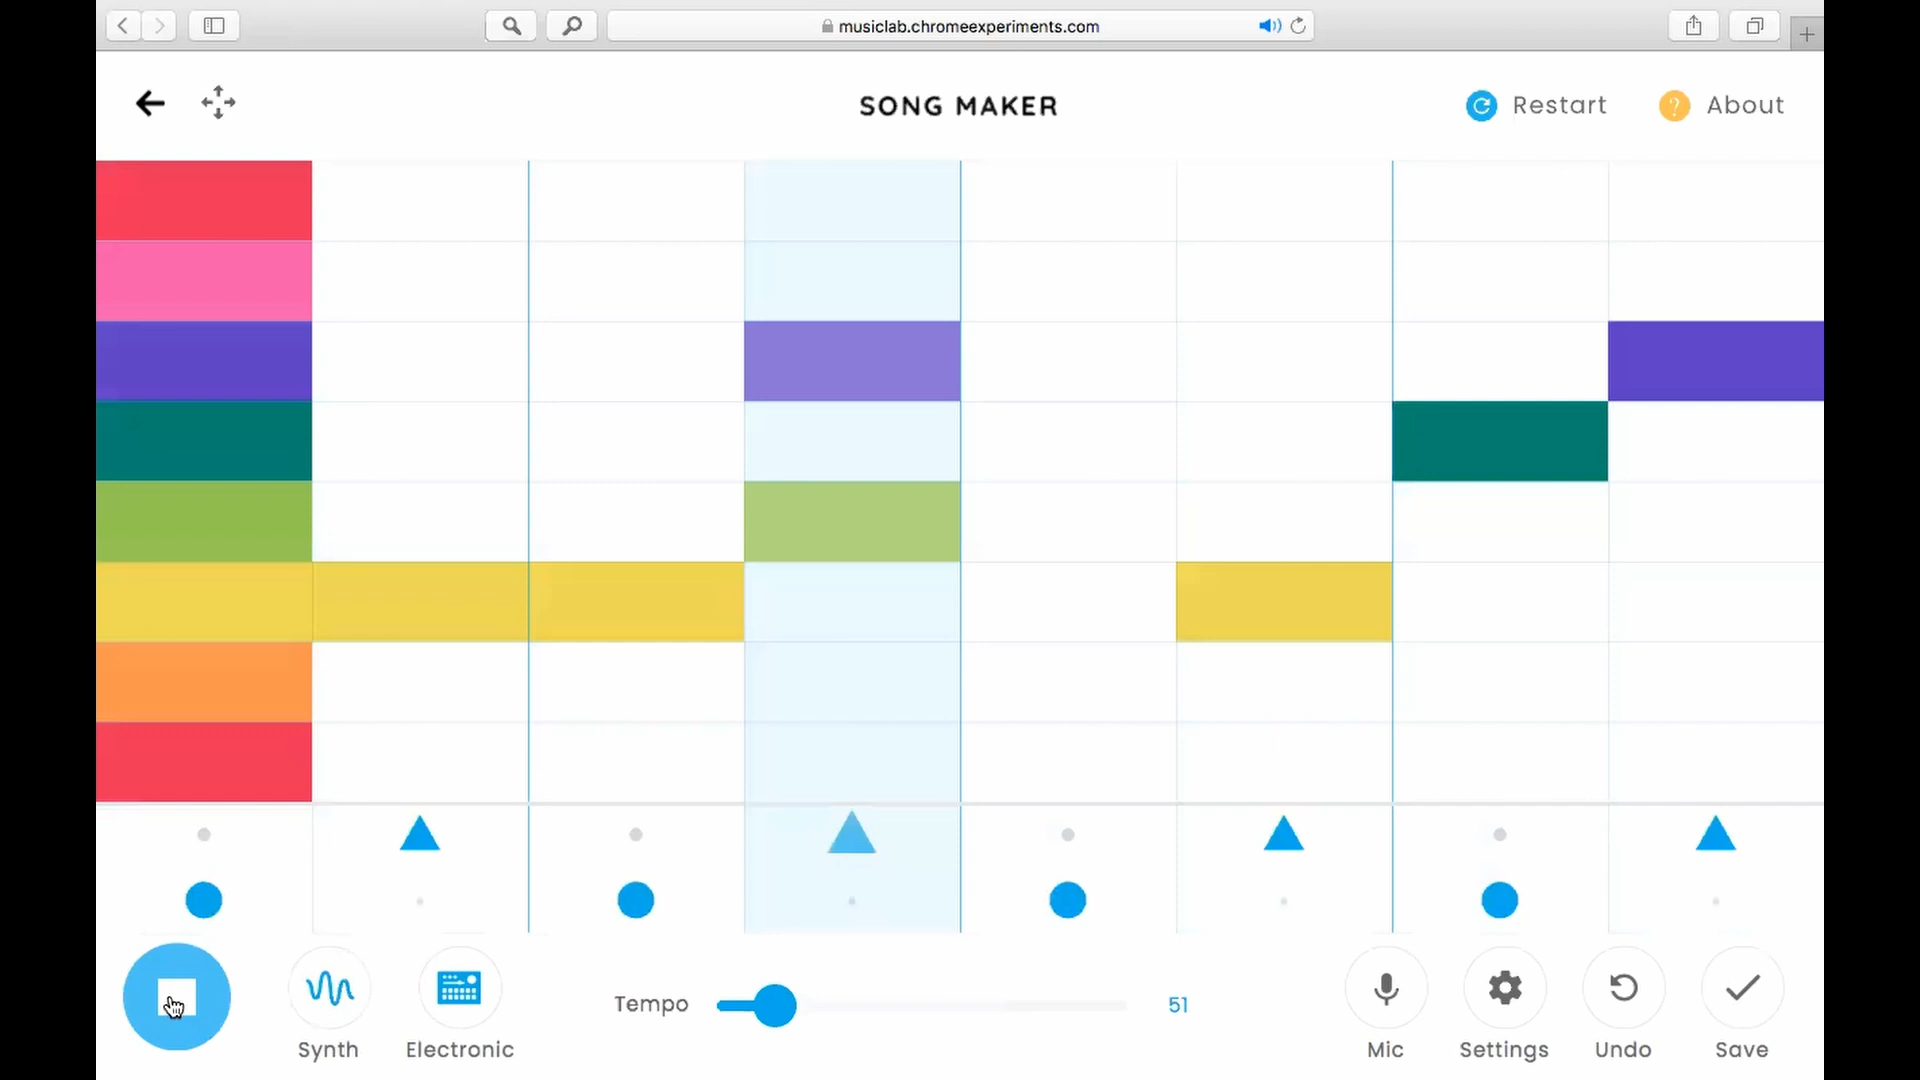 musiclab.chromeexperiments.com
SONG MAKER
Restart
? About
Tempo
51
Synth
Electronic
Mic
Settings
Undo
Save